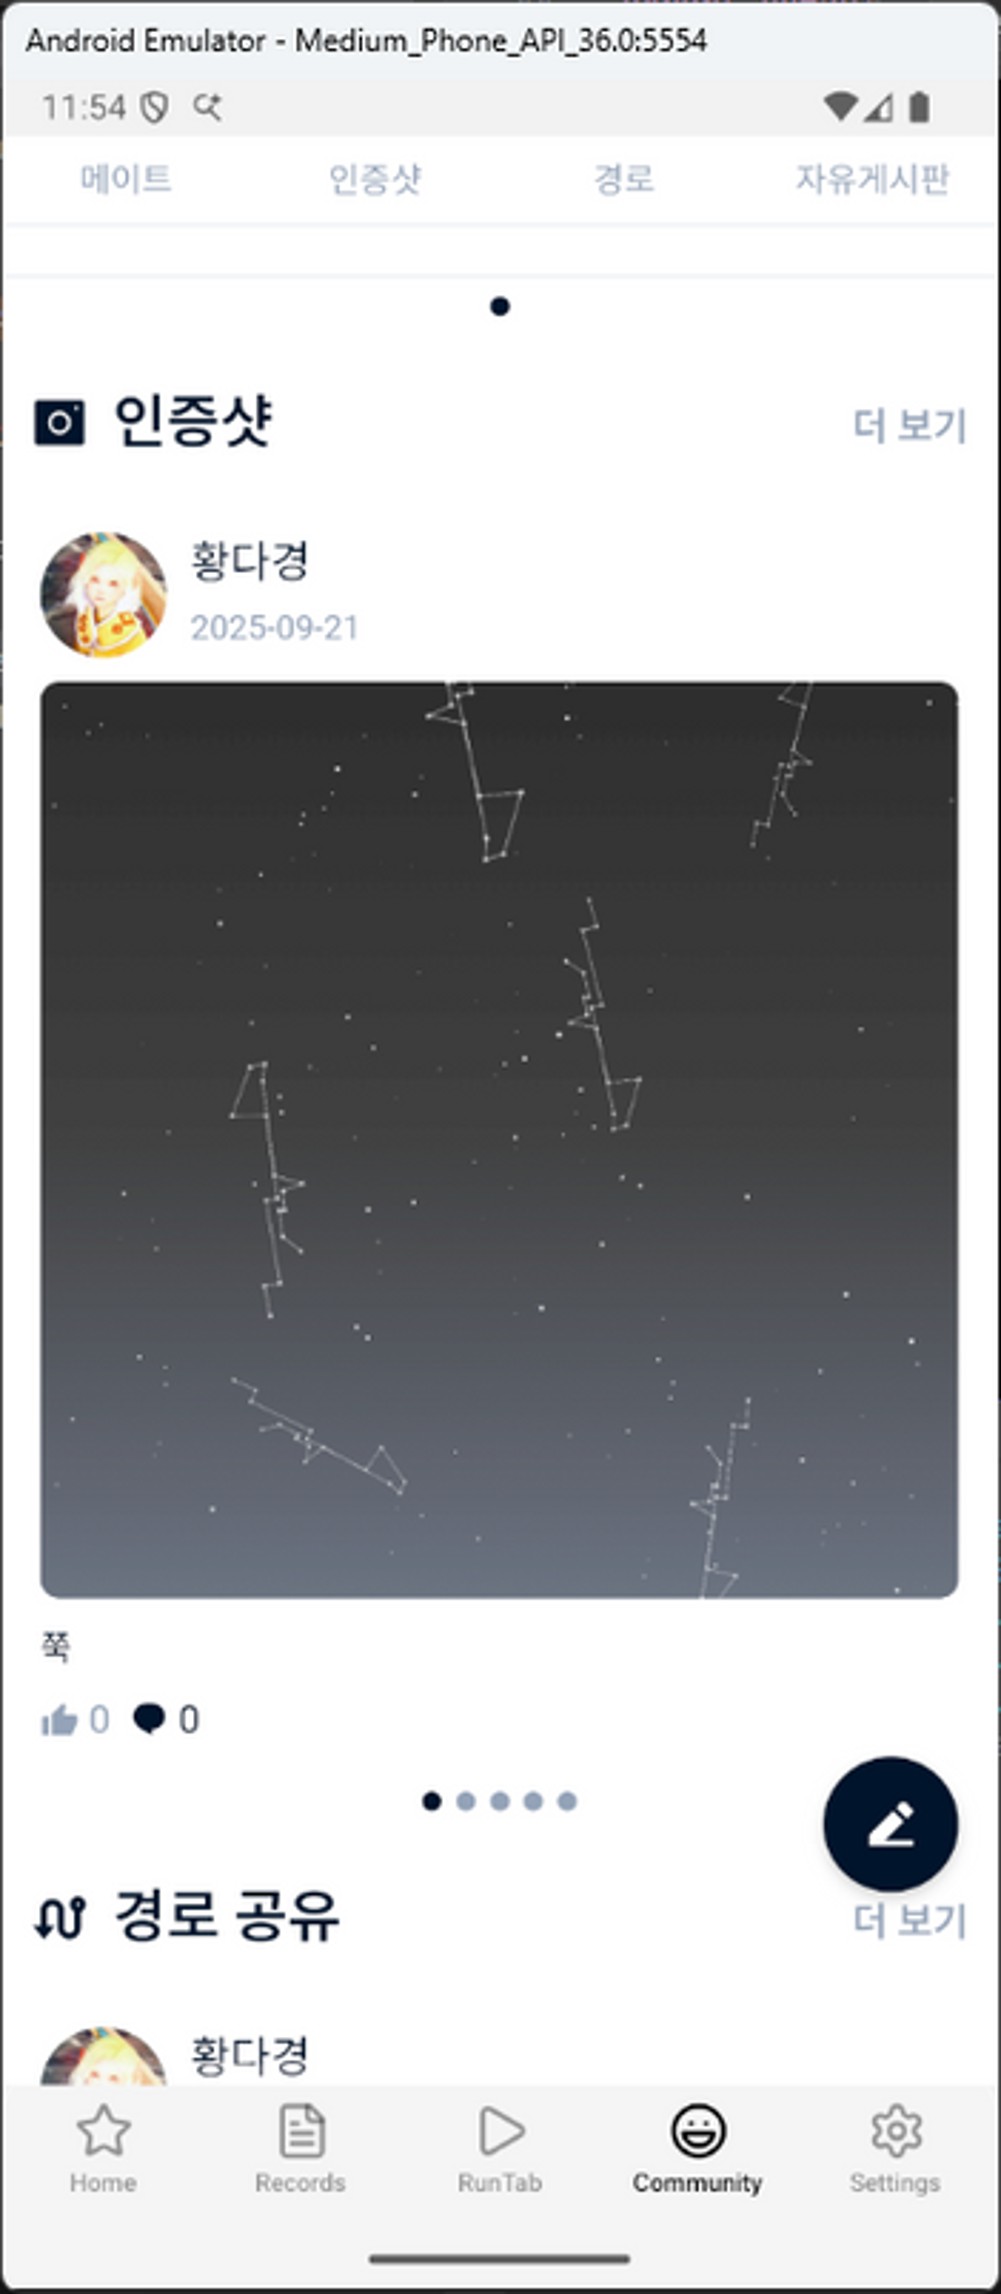 Android Emulator - Medium_Phone_API_36.0:5554
11:54
메이트 인증샷 경로 자유게시판
인증샷 더 보기
황다경
2025-09-21
쭉
0 0
경로 공유 더 보기
황다경
Home Records RunTab Community Settings